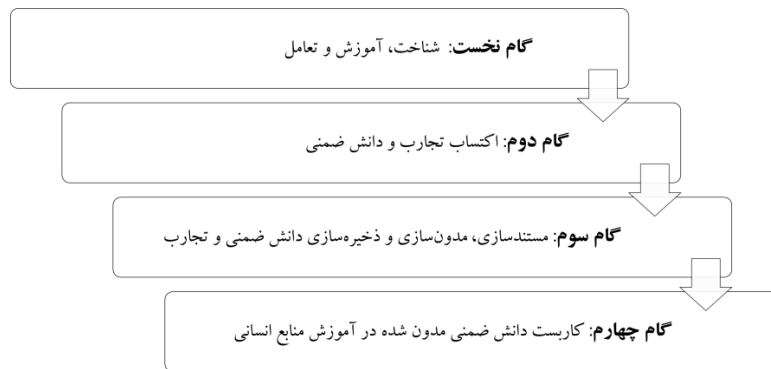 گام نخست: شناخت، آموزش و تعامل
گام دوم: اکتساب تجارب و دانش ضمنی
گام سوم: مستندسازی، مدون‌سازی و ذخیره‌سازی دانش ضمنی و تجارب
گام چهارم: کاربست دانش ضمنی مدون شده در آموزش منابع انسانی